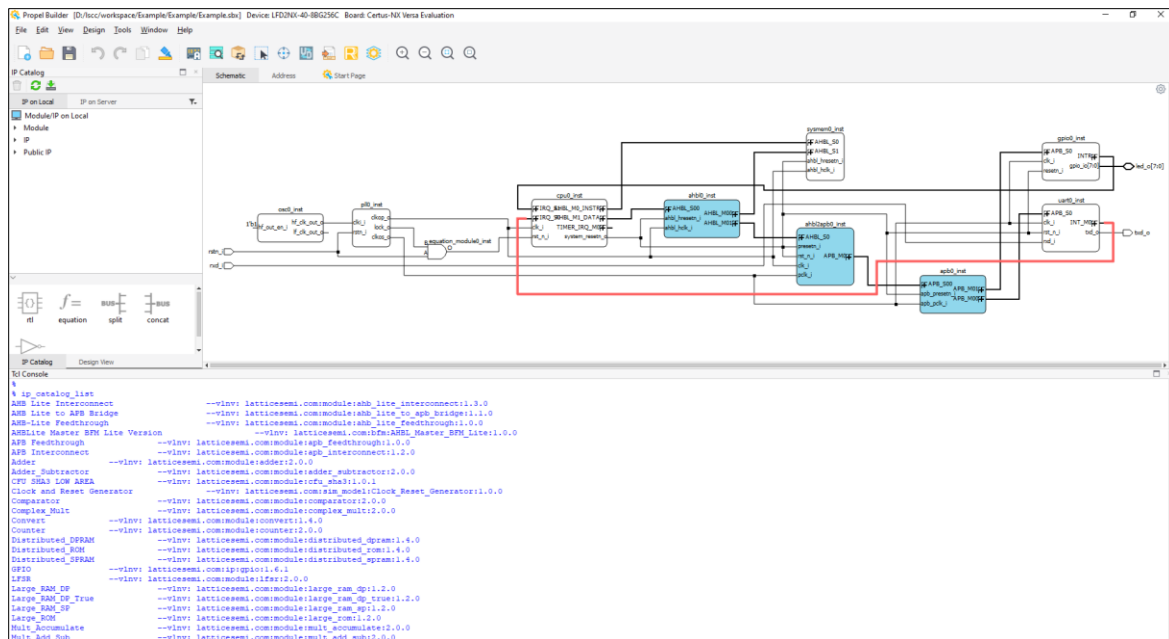 Propel Builder [D:/lscc/workspace/Example/Example/Example.sbx] Device: LFD2NX-40-8BG256C Board: Certus-NX Versa Evaluation
File Edit View Design Tools Window Help
IP Catalog
Schematic Address Start Page
IP on Local IP on Server
Module/IP on Local
Module
IP
Public IP
sysmem0_inst
AHBL_S0
AHBL_S1
ahbl_hresetn_i
ahbl_hclk_i
gpio0_inst
APB_S0
clk_i
resetn_i
gpio_io[7:0]
led_o[7:0]
cpu0_inst
clk_i
rst_n_i
TIMER_IRQ_M0
ahbl0_inst
AHBL_S00
ahbl_hresetn_i
ahbl_hclk_i
AHBL_M00
AHBL_M01
osc0_inst
hf_out_en_i
hf_clk_out_o
lf_clk_out_o
pll0_inst
clki_i
rstn_i
clkop_o
lock_o
clkos_o
equation_module0_inst
A
O
rstn_i
rxd_i
ahbl2apb0_inst
AHBL_S0
presetn_i
rst_n_i
clk_i
pclk_i
uart0_inst
APB_S0
clk_i
rst_n_i
rxd_i
txd_o
txd_o
apb0_inst
APB_S00
apb_presetn_i
apb_pclk_i
APB_M01
APB_M00
rtl equation split concat
IP Catalog Design View
Tcl Console
%
% ip_catalog_list
AHB Lite Interconnect --vlnv: latticesemi.com:module:ahb_lite_interconnect:1.3.0
AHB Lite to APB Bridge --vlnv: latticesemi.com:module:ahb_lite_to_apb_bridge:1.1.0
AHB-Lite Feedthrough --vlnv: latticesemi.com:module:ahb_lite_feedthrough:1.0.0
AHBLite Master BFM Lite Version --vlnv: latticesemi.com:bfm:AHBL_Master_BFM_Lite:1.0.0
APB Feedthrough --vlnv: latticesemi.com:module:apb_feedthrough:1.0.0
APB Interconnect --vlnv: latticesemi.com:module:apb_interconnect:1.2.0
Adder --vlnv: latticesemi.com:module:adder:2.0.0
Adder_Subtractor --vlnv: latticesemi.com:module:adder_subtractor:2.0.0
CFU SHA3 LOW AREA --vlnv: latticesemi.com:module:cfu_sha3:1.0.1
Clock and Reset Generator --vlnv: latticesemi.com:sim_model:Clock_Reset_Generator:1.0.0
Comparator --vlnv: latticesemi.com:module:comparator:2.0.0
Complex_Mult --vlnv: latticesemi.com:module:complex_mult:2.0.0
Convert --vlnv: latticesemi.com:module:convert:1.4.0
Counter --vlnv: latticesemi.com:module:counter:2.0.0
Distributed_DPRAM --vlnv: latticesemi.com:module:distributed_dpram:1.4.0
Distributed_ROM --vlnv: latticesemi.com:module:distributed_rom:1.4.0
Distributed_SPRAM --vlnv: latticesemi.com:module:distributed_spram:1.4.0
GPIO --vlnv: latticesemi.com:ip:gpio:1.6.1
LFSR --vlnv: latticesemi.com:module:lfsr:2.0.0
Large_RAM_DP --vlnv: latticesemi.com:module:large_ram_dp:1.2.0
Large_RAM_DP_True --vlnv: latticesemi.com:module:large_ram_dp_true:1.2.0
Large_RAM_SP --vlnv: latticesemi.com:module:large_ram_sp:1.2.0
Large_ROM --vlnv: latticesemi.com:module:large_rom:1.2.0
Mult_Accumulate --vlnv: latticesemi.com:module:mult_accumulate:2.0.0
Mult_Add_Sub --vlnv: latticesemi.com:module:mult_add_sub:2.0.0